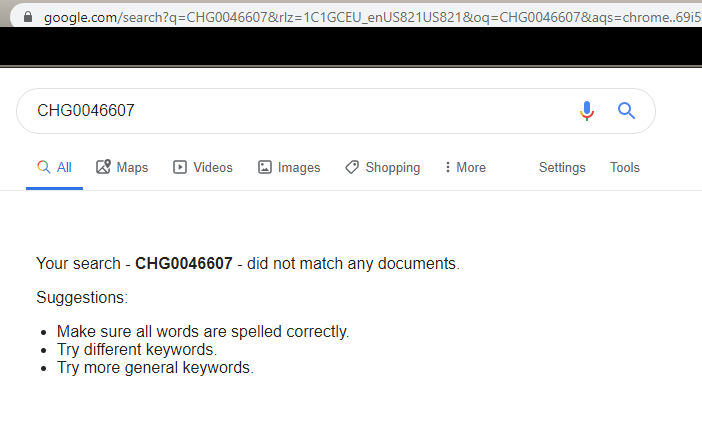 google.com/search?q=CHG0046607&rlz=1C1GCEU_enUS821US821&oq=CHG0046607&aqs=chrome..69i5
CHG0046607
All Maps Videos Images Shopping More Settings Tools
Your search - CHG0046607 - did not match any documents.
Suggestions:
• Make sure all words are spelled correctly.
• Try different keywords.
• Try more general keywords.